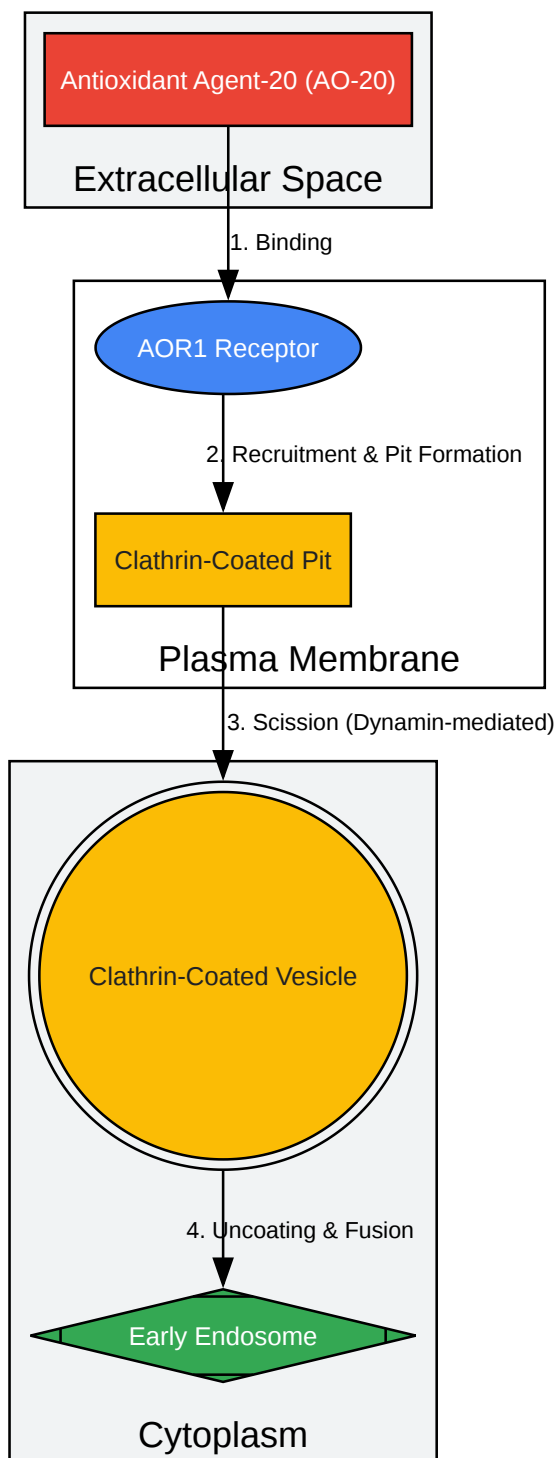 Antioxidant Agent-20 (AO-20)
Extracellular Space
1. Binding
AOR1 Receptor
2. Recruitment & Pit Formation
Clathrin-Coated Pit
Plasma Membrane
3. Scission (Dynamin-mediated)
Clathrin-Coated Vesicle
4. Uncoating & Fusion
Early Endosome
Cytoplasm